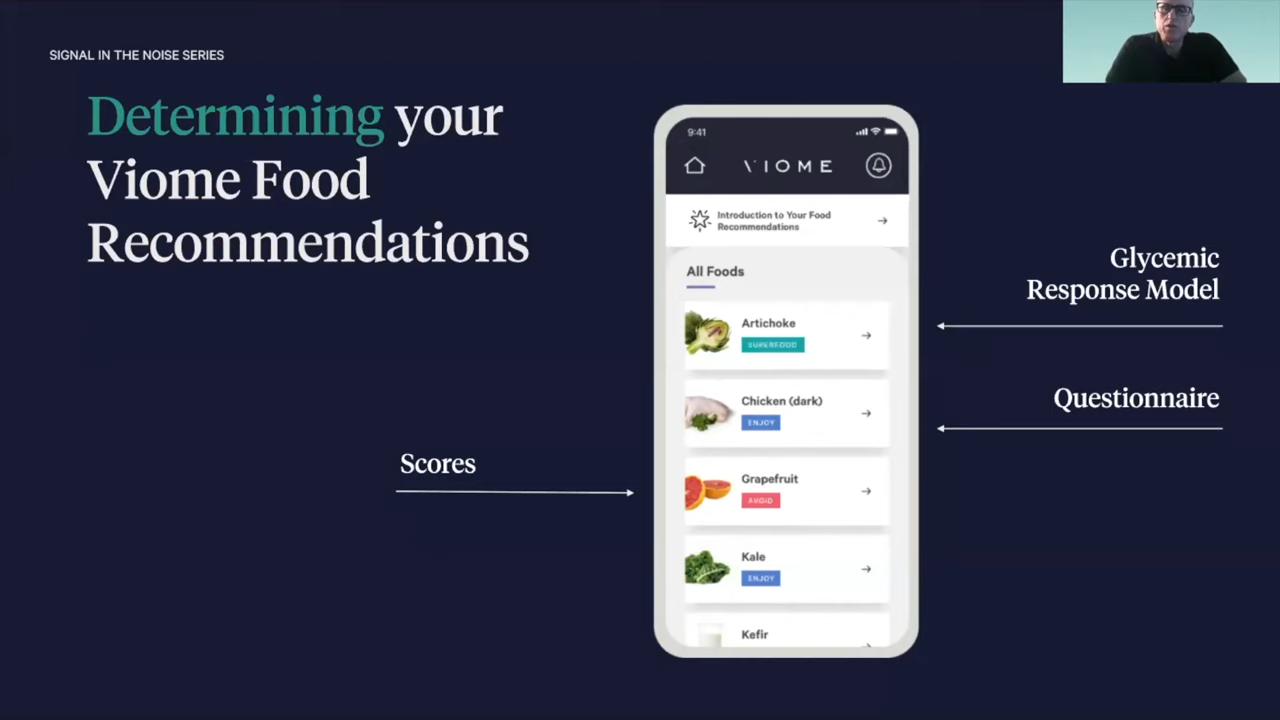 SIGNAL IN THE NOISE SERIES
Determining your
Viome Food
Recommendations
9:41
VIOME
Introduction to Your Food
Recommendations
All Foods
Artichoke
SUPERFOOD
Chicken (dark)
ENJOY
Grapefruit
AVOID
Kale
ENJOY
Kefir
Scores
Glycemic
Response Model
Questionnaire